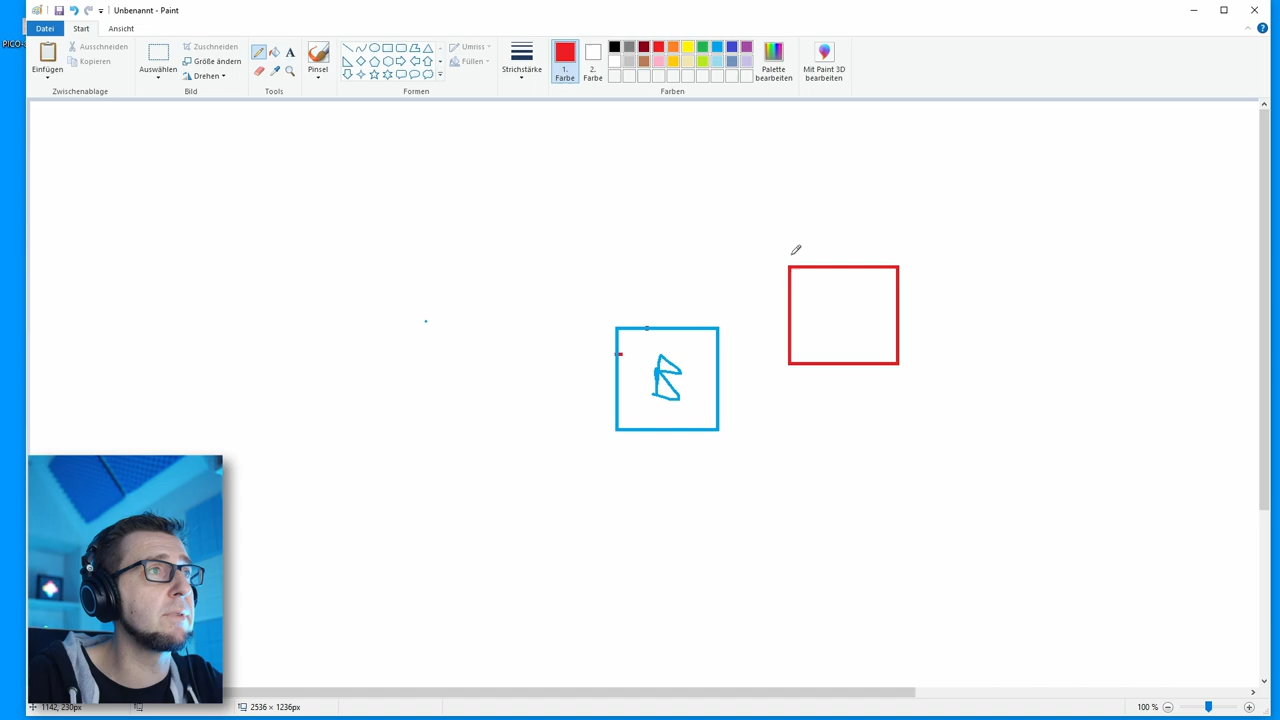 Unbenannt - Paint
Datei
Start
Ansicht
PICO-
Einfügen
Ausschneiden
Kopieren
Zwischenablage
Auswählen
Zuschneiden
Größe ändern
Drehen
Bild
A
Tools
Pinsel
Umriss
Füllen
Formen
Strichstärke
1.
Farbe
2.
Farbe
Palette
bearbeiten
Mit Paint 3D
bearbeiten
Farben
B
1142, 230px
2536 × 1236px
100 %